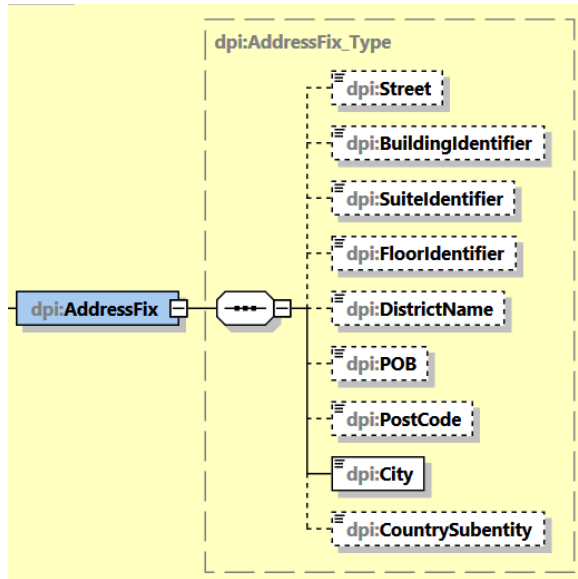 dpi:AddressFix_Type
dpi:Street
dpi:BuildingIdentifier
dpi:SuiteIdentifier
dpi:FloorIdentifier
dpi:AddressFix
dpi:DistrictName
dpi:POB
dpi:PostCode
dpi:City
dpi:CountrySubentity